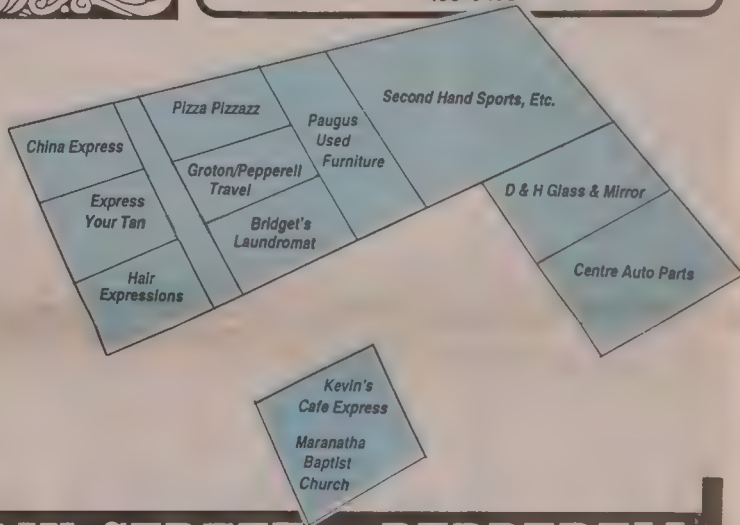 China Express
Express
Your Tan
Hair
Expressions
Pizza Pizzazz
Groton/Pepperell
Travel
Bridget's
Laundromat
Paugus
Used
Furniture
Second Hand Sports, Etc.
D & H Glass & Mirror
Centre Auto Parts
Kevin's
Cafe Express
Maranatha
Baptist
Church